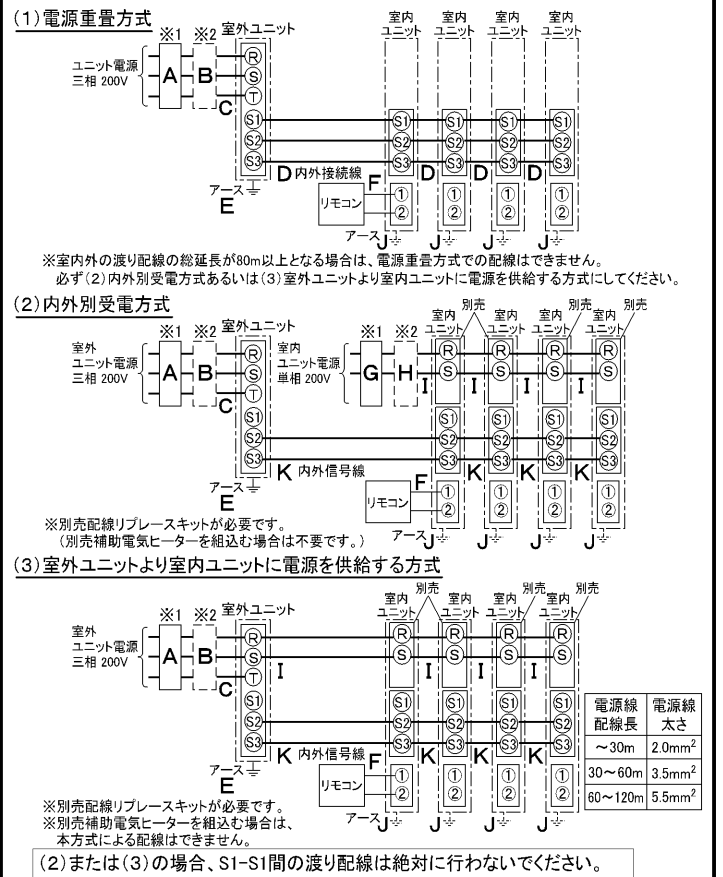 (1)電源重畳方式
※1 ※2 室外ユニット
室内 室内 室内 室内
ユニット ユニット ユニット ユニット
ユニット電源
三相 200V
A B C
R
S
T
S1 S1 S1 S1 S1
S2 S2 S2 S2 S2
S3 S3 S3 S3 S3
D 内外接続線 F D D D
アース
E
リモコン
① ① ① ①
② ② ② ②
アース J J J J
※室内外の渡り配線の総延長が80m以上となる場合は、電源重畳方式での配線はできません。
必ず(2)内外別受電方式あるいは(3)室外ユニットより室内ユニットに電源を供給する方式にしてください。
(2)内外別受電方式
※1 ※2 室外ユニット
※1 ※2
室内 別売 室内 室内 別売 室内 別売
ユニット ユニット ユニット ユニット
室外
ユニット電源
三相 200V
A B C
室内
ユニット電源
単相 200V
G H I I I I
R R R R R
S S S S S
T
S1 S1 S1 S1 S1
S2 S2 S2 S2 S2
S3 S3 S3 S3 S3
K 内外信号線 F K K K
アース
E
リモコン
① ① ① ①
② ② ② ②
アース J J J J
※別売配線リプレースキットが必要です。
(別売補助電気ヒーターを組込む場合は不要です。)
(3)室外ユニットより室内ユニットに電源を供給する方式
※1 ※2 室外ユニット
室内 別売 室内 室内 別売 室内 別売
ユニット ユニット ユニット ユニット
室外
ユニット電源
三相 200V
A B C
R R R R R
S S S S S
T I I I I
S1 S1 S1 S1 S1
S2 S2 S2 S2 S2
S3 S3 S3 S3 S3
K 内外信号線 F K K K
アース
E
リモコン
① ① ① ①
② ② ② ②
アース J J J J
電源線 電源線
配線長 太さ
～30m 2.0mm²
30～60m 3.5mm²
60～120m 5.5mm²
※別売配線リプレースキットが必要です。
※別売補助電気ヒーターを組込む場合は、
本方式による配線はできません。
(2)または(3)の場合、S1-S1間の渡り配線は絶対に行わないでください。